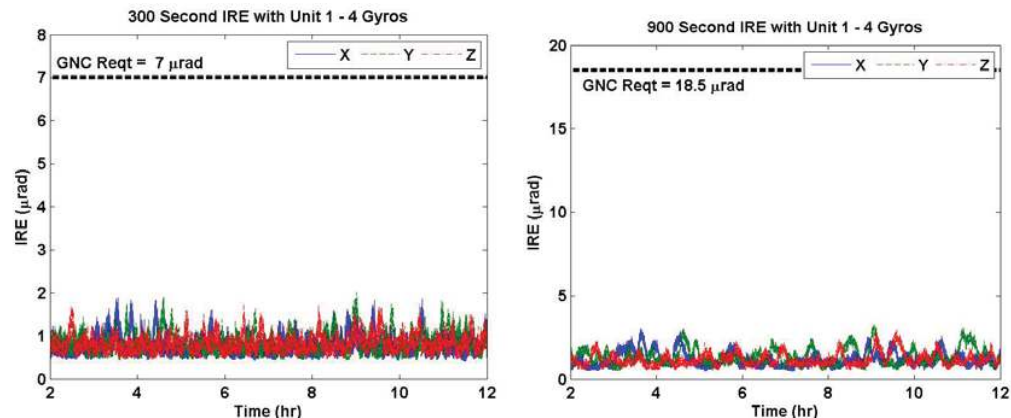 300 Second IRE with Unit 1 - 4 Gyros
8
7
6
5
4
3
2
1
0
IRE (μrad)
GNC Reqt = 7 μrad
X Y Z
2 4 6 8 10 12
Time (hr)
900 Second IRE with Unit 1 - 4 Gyros
20
15
10
5
0
IRE (μrad)
X Y Z
GNC Reqt = 18.5 μrad
2 4 6 8 10 12
Time (hr)